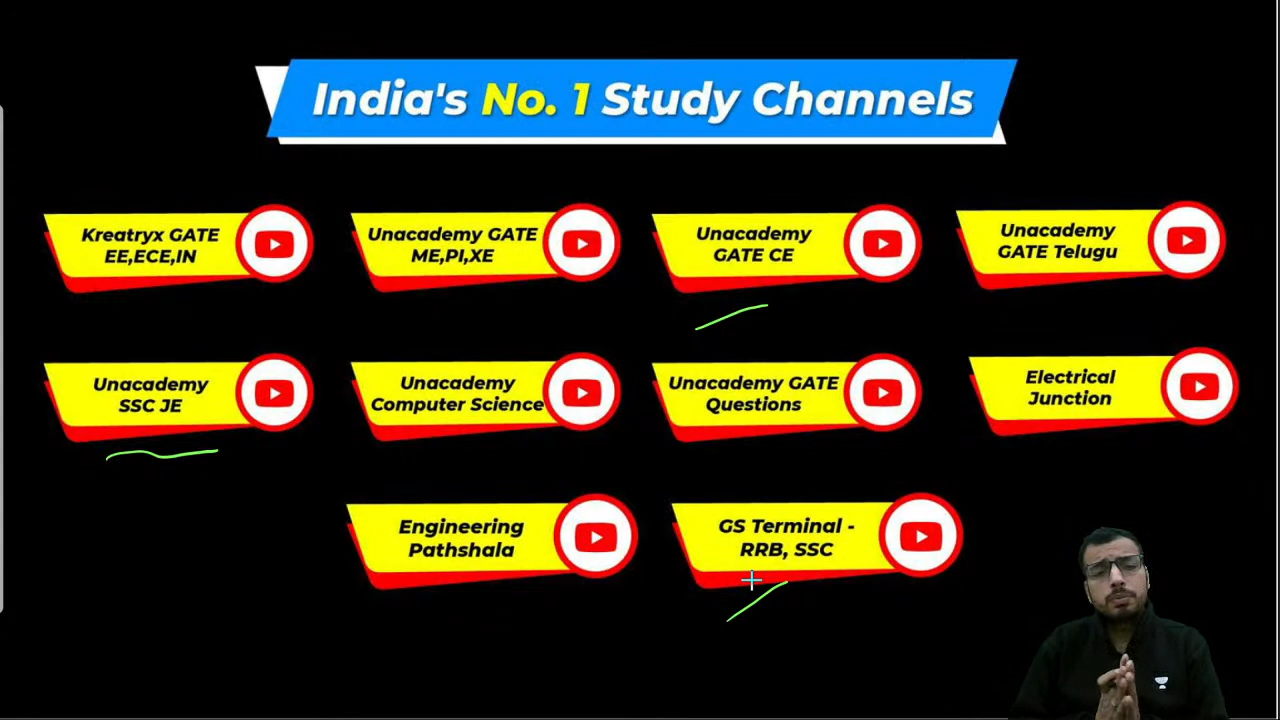 India's No. 1 Study Channels
Kreatryx GATE
EE,ECE,IN
Unacademy GATE
ME,PI,XE
Unacademy
GATE CE
Unacademy
GATE Telugu
Unacademy
SSC JE
Unacademy
Computer Science
Unacademy GATE
Questions
Electrical
Junction
Engineering
Pathshala
GS Terminal -
RRB, SSC